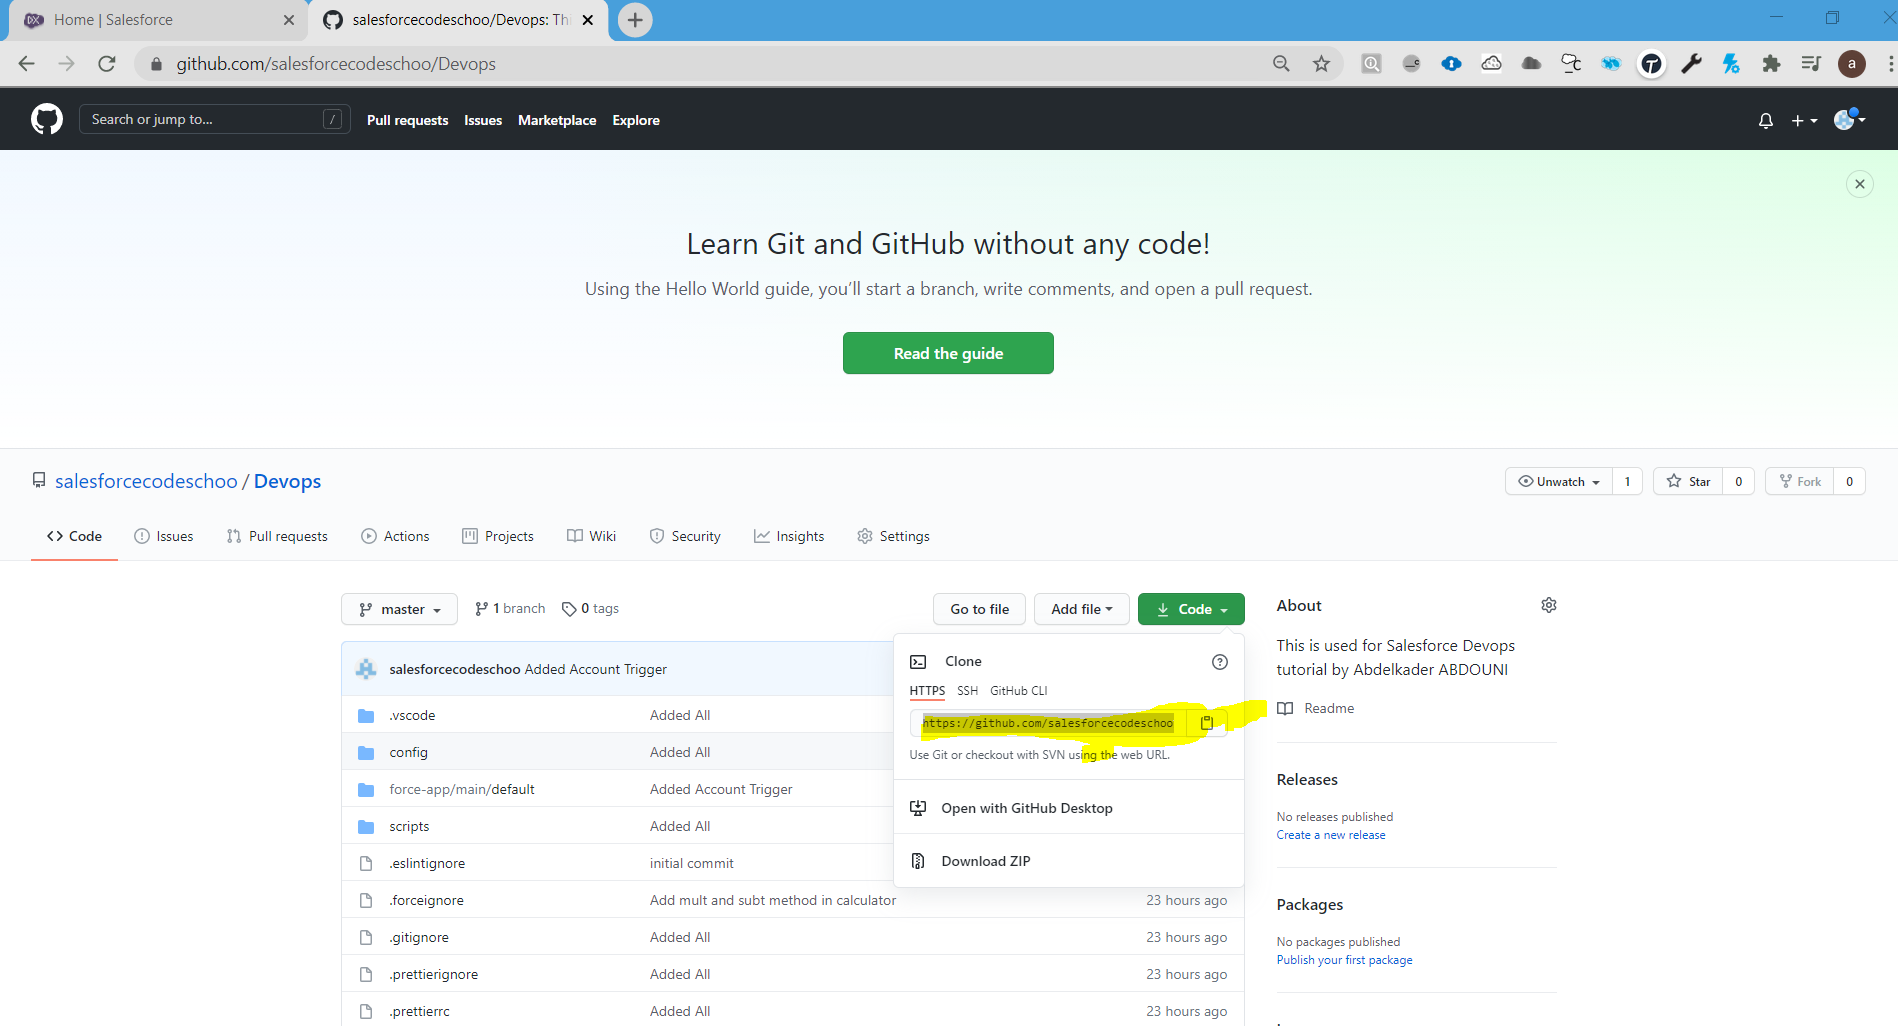 Home | Salesforce
salesforcecodeschoo/Devops: Thi
github.com/salesforcecodeschoo/Devops
a
Search or jump to... /
Pull requests Issues Marketplace Explore
Learn Git and GitHub without any code!
Using the Hello World guide, you’ll start a branch, write comments, and open a pull request.
Read the guide
salesforcecodeschoo / Devops
Unwatch 1 Star 0 Fork 0
Code Issues Pull requests Actions Projects Wiki Security Insights Settings
master 1 branch 0 tags
Go to file Add file Code
salesforcecodeschoo Added Account Trigger
.vscode Added All
config Added All
force-app/main/default Added Account Trigger
scripts Added All
.eslintignore initial commit
.forceignore Add mult and subt method in calculator 23 hours ago
.gitignore Added All 23 hours ago
.prettierignore Added All 23 hours ago
.prettierrc Added All 23 hours ago
Clone
HTTPS SSH GitHub CLI
https://github.com/salesforcecodeschoo
Use Git or checkout with SVN using the web URL.
Open with GitHub Desktop
Download ZIP
About
This is used for Salesforce Devops
tutorial by Abdelkader ABDOUNI
Readme
Releases
No releases published
Create a new release
Packages
No packages published
Publish your first package